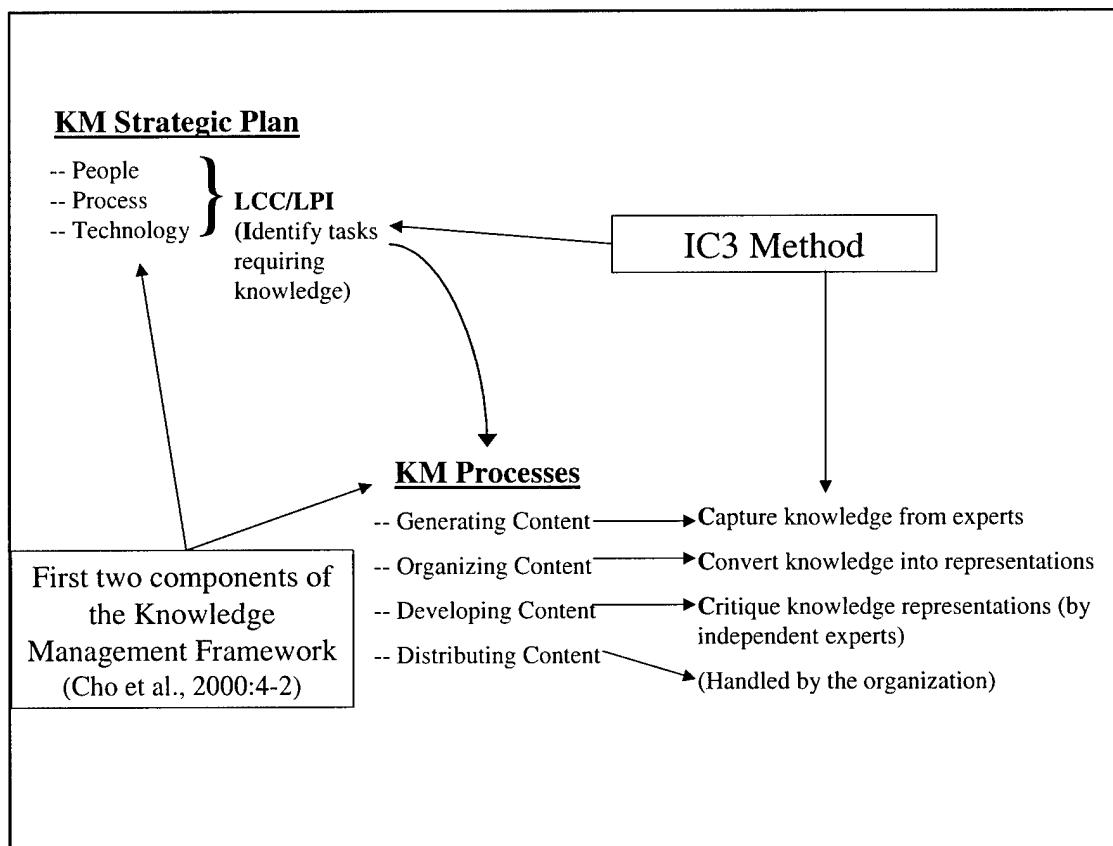 KM Strategic Plan
-- People
-- Process
-- Technology
}
LCC/LPI
(Identify tasks
requiring
knowledge)
IC3 Method
KM Processes
-- Generating Content
-- Organizing Content
-- Developing Content
-- Distributing Content
Capture knowledge from experts
Convert knowledge into representations
Critique knowledge representations (by
independent experts)
(Handled by the organization)
First two components of
the Knowledge
Management Framework
(Cho et al., 2000:4-2)